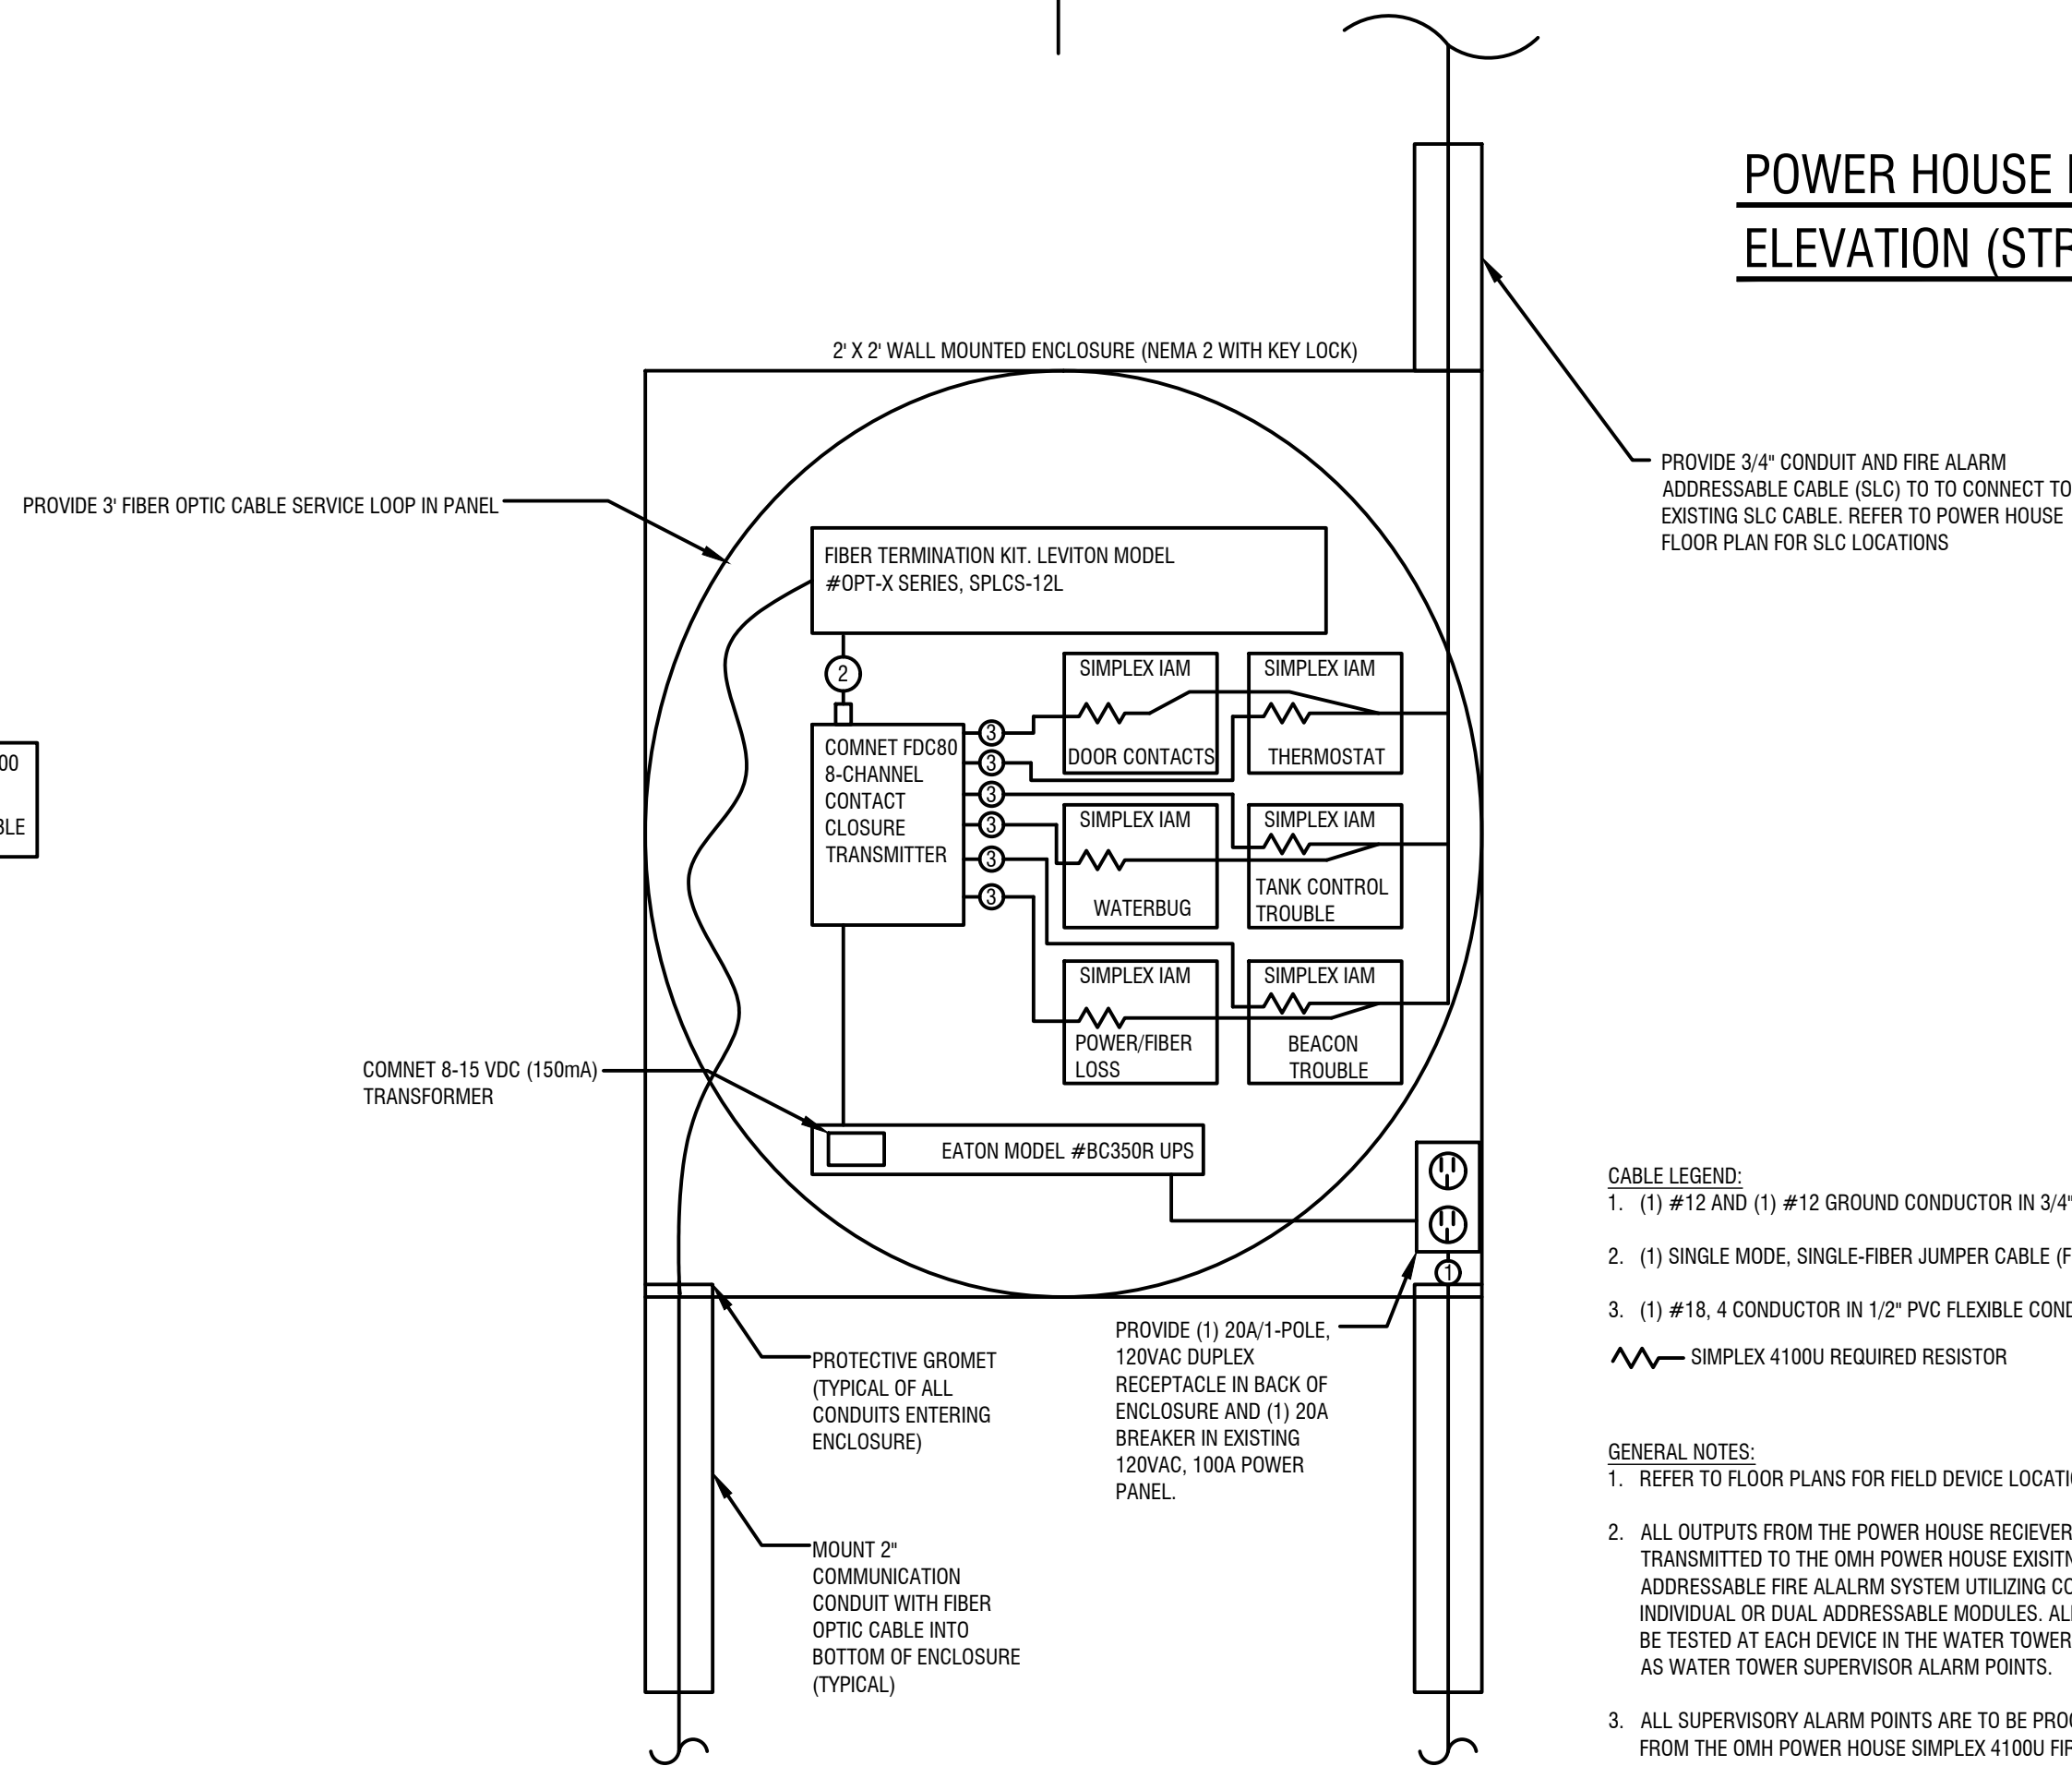 POWER HOUSE
ELEVATION (STR
2' X 2' WALL MOUNTED ENCLOSURE (NEMA 2 WITH KEY LOCK)
PROVIDE 3/4" CONDUIT AND FIRE ALARM
ADDRESSABLE CABLE (SLC) TO TO CONNECT TO
EXISTING SLC CABLE. REFER TO POWER HOUSE
FLOOR PLAN FOR SLC LOCATIONS
PROVIDE 3' FIBER OPTIC CABLE SERVICE LOOP IN PANEL
FIBER TERMINATION KIT. LEVITON MODEL
#OPT-X SERIES, SPLCS-12L
2
00
BLE
COMNET FDC80
8-CHANNEL
CONTACT
CLOSURE
TRANSMITTER
3
3
3
3
3
3
SIMPLEX IAM
DOOR CONTACTS
SIMPLEX IAM
THERMOSTAT
SIMPLEX IAM
WATERBUG
SIMPLEX IAM
TANK CONTROL
TROUBLE
SIMPLEX IAM
POWER/FIBER
LOSS
SIMPLEX IAM
BEACON
TROUBLE
COMNET 8-15 VDC (150mA)
TRANSFORMER
EATON MODEL #BC350R UPS
1
PROTECTIVE GROMET
(TYPICAL OF ALL
CONDUITS ENTERING
ENCLOSURE)
MOUNT 2"
COMMUNICATION
CONDUIT WITH FIBER
OPTIC CABLE INTO
BOTTOM OF ENCLOSURE
(TYPICAL)
PROVIDE (1) 20A/1-POLE,
120VAC DUPLEX
RECEPTACLE IN BACK OF
ENCLOSURE AND (1) 20A
BREAKER IN EXISTING
120VAC, 100A POWER
PANEL.
CABLE LEGEND:
1. (1) #12 AND (1) #12 GROUND CONDUCTOR IN 3/4"
2. (1) SINGLE MODE, SINGLE-FIBER JUMPER CABLE (F
3. (1) #18, 4 CONDUCTOR IN 1/2" PVC FLEXIBLE COND
SIMPLEX 4100U REQUIRED RESISTOR
GENERAL NOTES:
1. REFER TO FLOOR PLANS FOR FIELD DEVICE LOCATI
2. ALL OUTPUTS FROM THE POWER HOUSE RECIEVER
TRANSMITTED TO THE OMH POWER HOUSE EXISITN
ADDRESSABLE FIRE ALALRM SYSTEM UTILIZING CO
INDIVIDUAL OR DUAL ADDRESSABLE MODULES. ALL
BE TESTED AT EACH DEVICE IN THE WATER TOWER
AS WATER TOWER SUPERVISOR ALARM POINTS.
3. ALL SUPERVISORY ALARM POINTS ARE TO BE PROG
FROM THE OMH POWER HOUSE SIMPLEX 4100U FIR